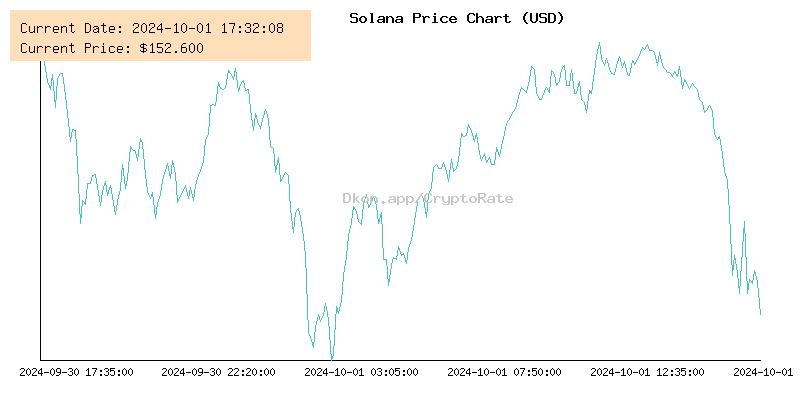 Solana Price Chart (USD)
Current Date: 2024-10-01 17:32:08
Current Price: $152.600
Dkon.app/CryptoRate
2024-09-30 17:35:00 2024-09-30 22:20:00 2024-10-01 03:05:00 2024-10-01 07:50:00 2024-10-01 12:35:00 2024-10-01